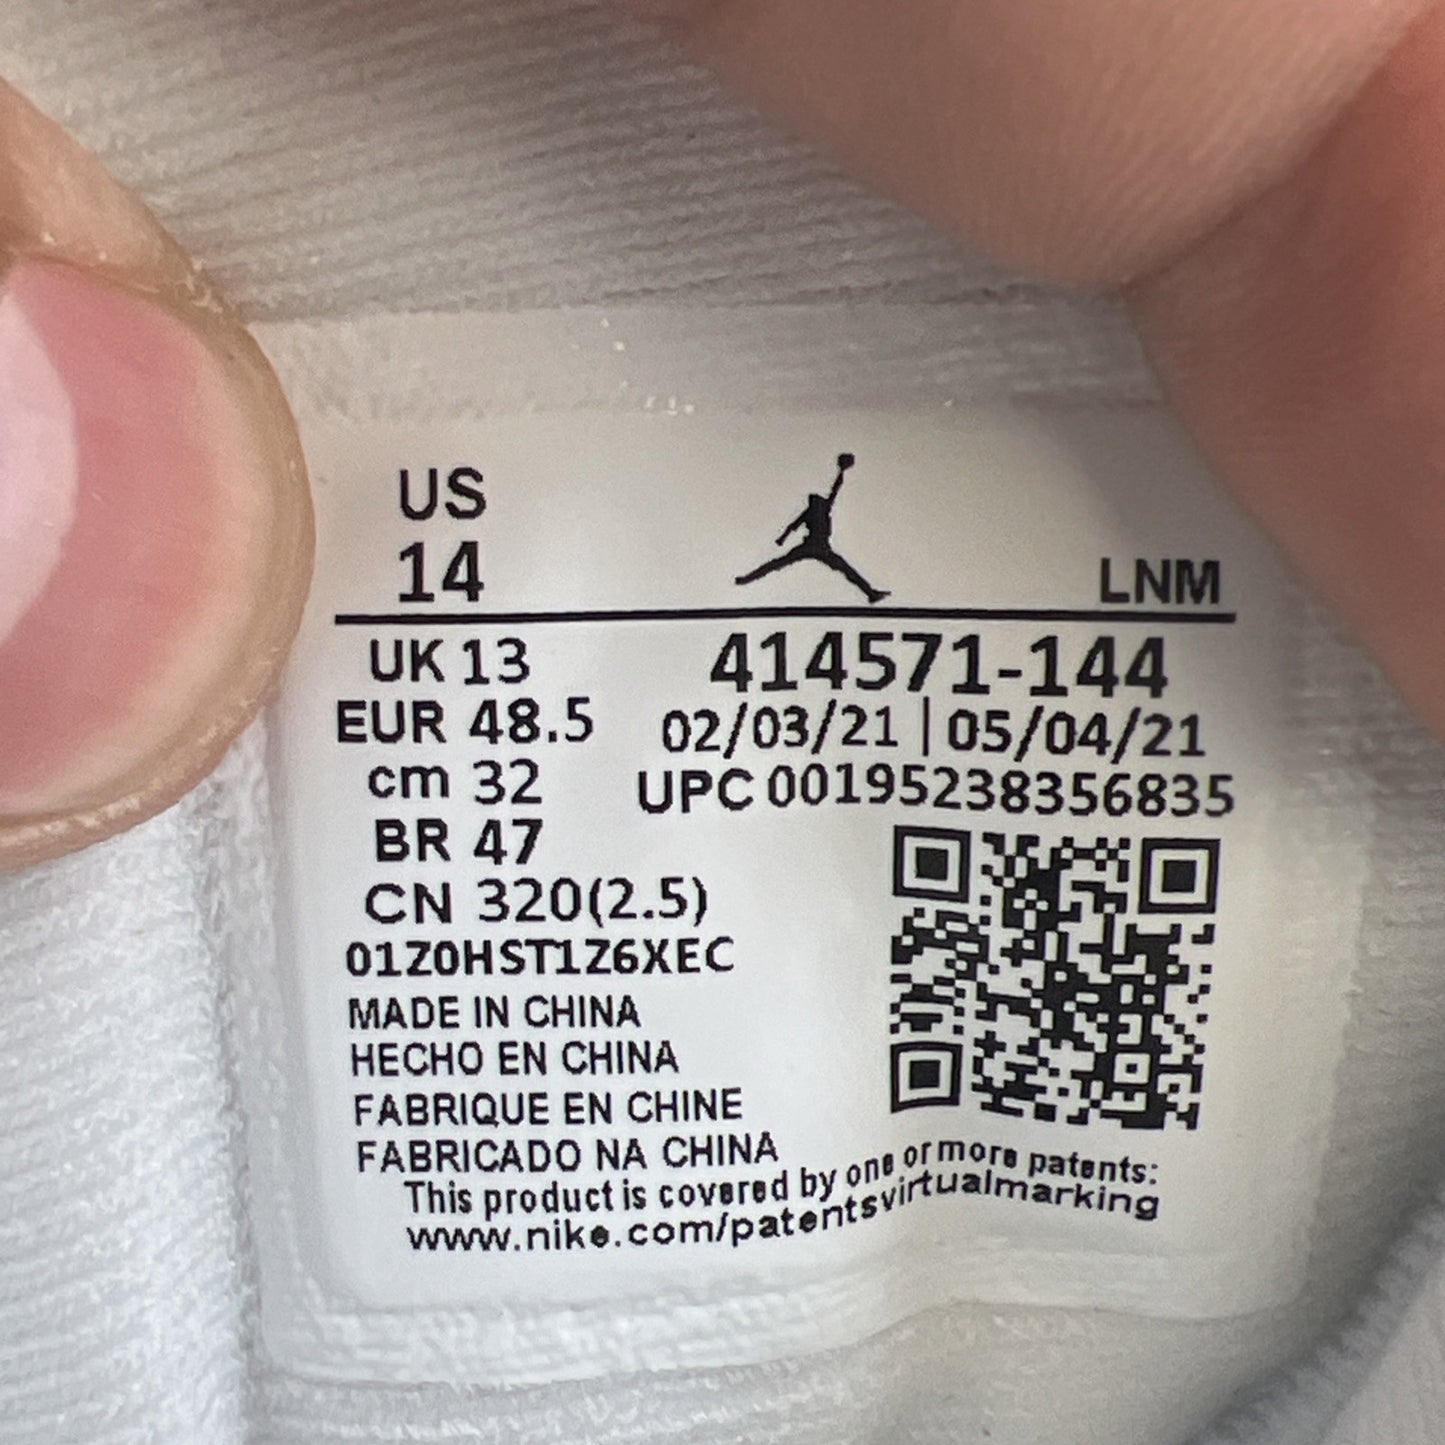 US
14
LNM
UK 13
414571-144
EUR 48.5
02/03/21 | 05/04/21
cm 32
UPC 00195238356835
BR 47
CN 320(2.5)
01Z0HST1Z6XEC
MADE IN CHINA
HECHO EN CHINA
FABRIQUE EN CHINE
FABRICADO NA CHINA
This product is covered by one or more patents:
www.nike.com/patentsvirtualmarking